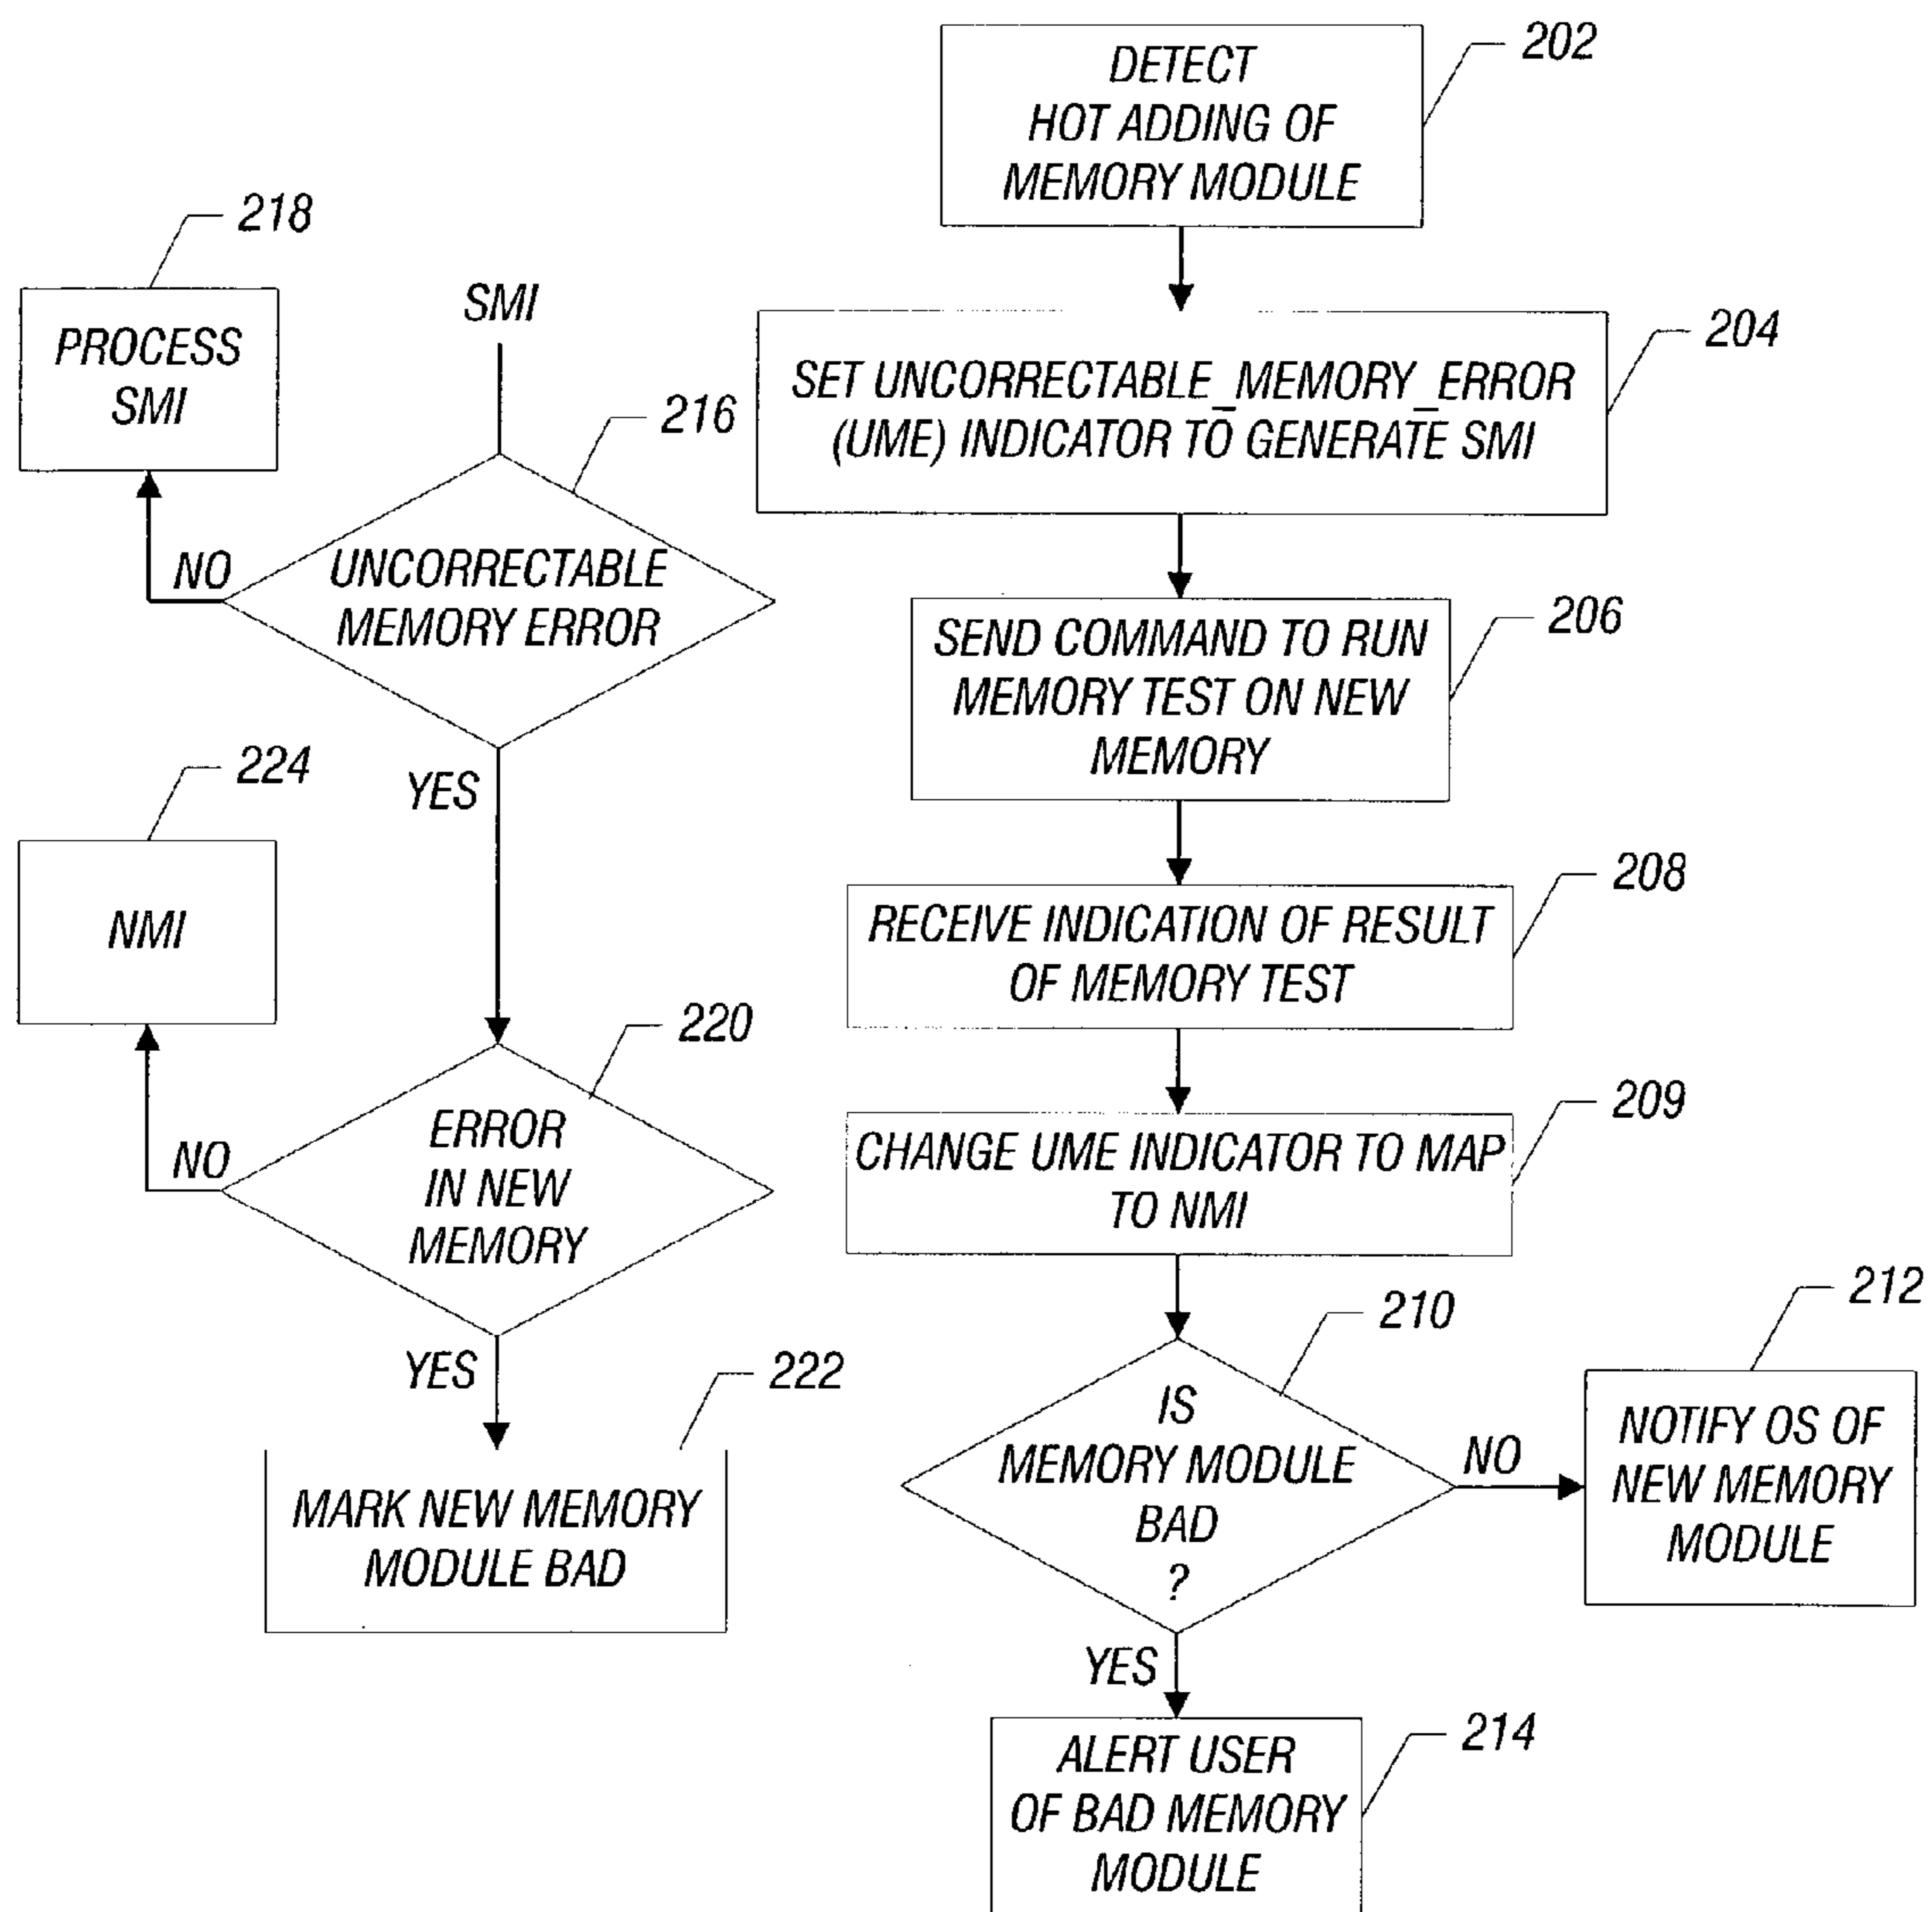 202
DETECT
HOT ADDING OF
MEMORY MODULE
218
PROCESS
SMI
SMI
204
SET UNCORRECTABLE_MEMORY_ERROR
(UME) INDICATOR TO GENERATE SMI
216
UNCORRECTABLE
MEMORY ERROR
NO
YES
206
SEND COMMAND TO RUN
MEMORY TEST ON NEW
MEMORY
224
NMI
208
RECEIVE INDICATION OF RESULT
OF MEMORY TEST
220
ERROR
IN NEW
MEMORY
NO
YES
209
CHANGE UME INDICATOR TO MAP
TO NMI
222
MARK NEW MEMORY
MODULE BAD
210
IS
MEMORY MODULE
BAD
?
NO
YES
212
NOTIFY OS OF
NEW MEMORY
MODULE
214
ALERT USER
OF BAD MEMORY
MODULE